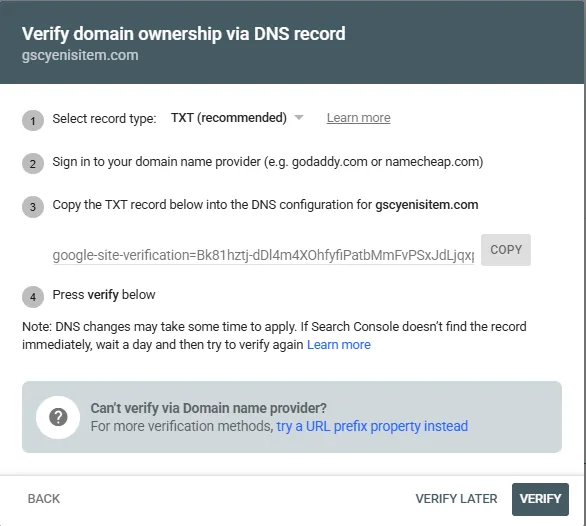 Verify domain ownership via DNS record
gscyenisitem.com
1 Select record type: TXT (recommended) Learn more
2 Sign in to your domain name provider (e.g. godaddy.com or namecheap.com)
3 Copy the TXT record below into the DNS configuration for gscyenisitem.com
google-site-verification=Bk81hztj-dDl4m4XOhfyfiPatbMmFvPSxJdLjqxp COPY
4 Press verify below
Note: DNS changes may take some time to apply. If Search Console doesn't find the record
immediately, wait a day and then try to verify again Learn more
? Can't verify via Domain name provider?
For more verification methods, try a URL prefix property instead
BACK VERIFY LATER VERIFY